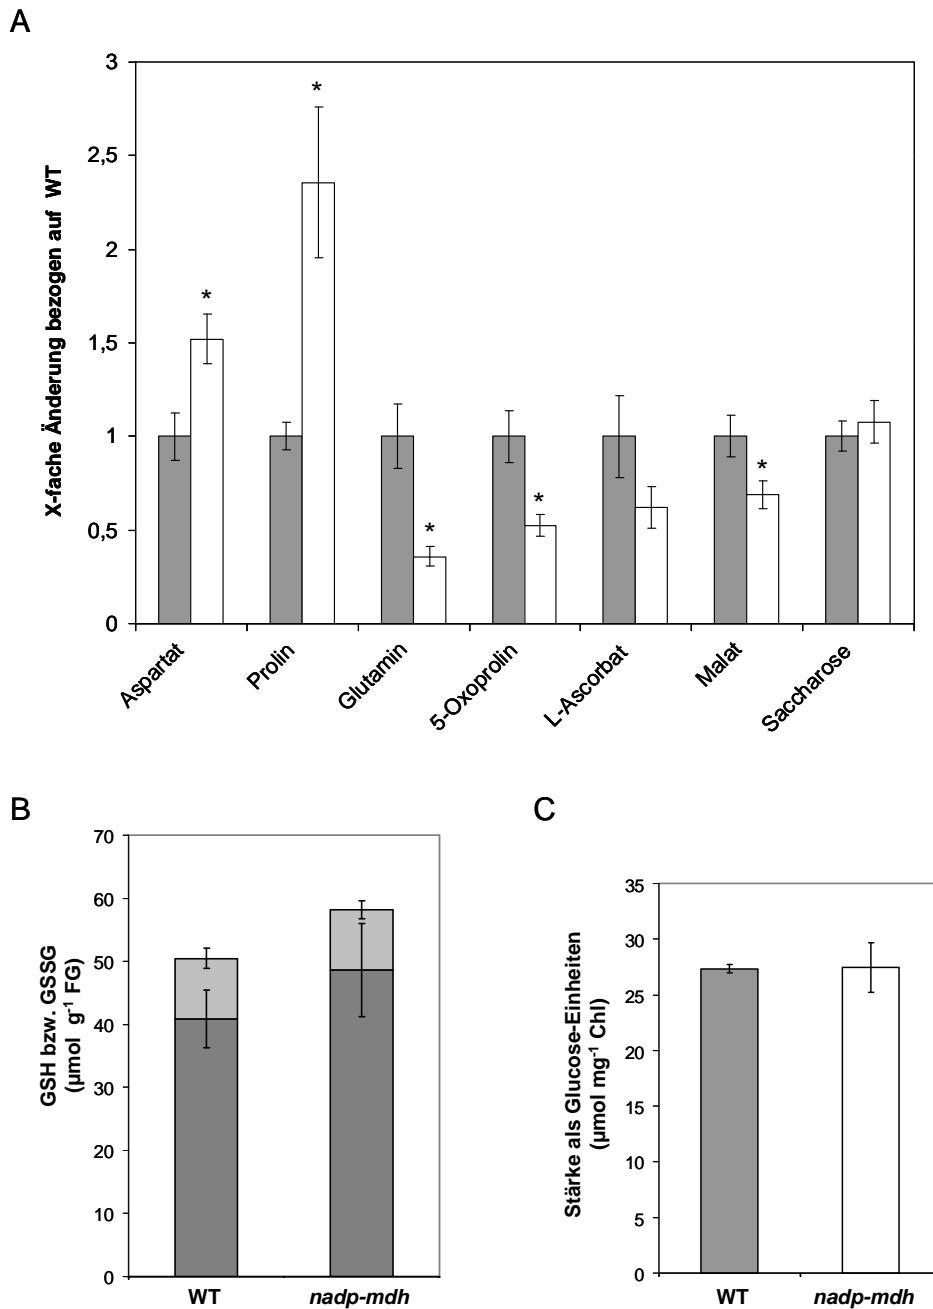 A
X-fache Änderung bezogen auf WT
3
2,5
2
1,5
1
0,5
0
*
*
*
*
*
Aspartat
Prolin
Glutamin
5-Oxoprolin
L-Ascorbat
Malat
Saccharose
B
GSH bzw. GSSG
(µmol g-1 FG)
70
60
50
40
30
20
10
0
WT
nadp-mdh
C
Stärke als Glucose-Einheiten
(µmol mg-1 Chl)
35
30
25
20
15
10
5
0
WT
nadp-mdh